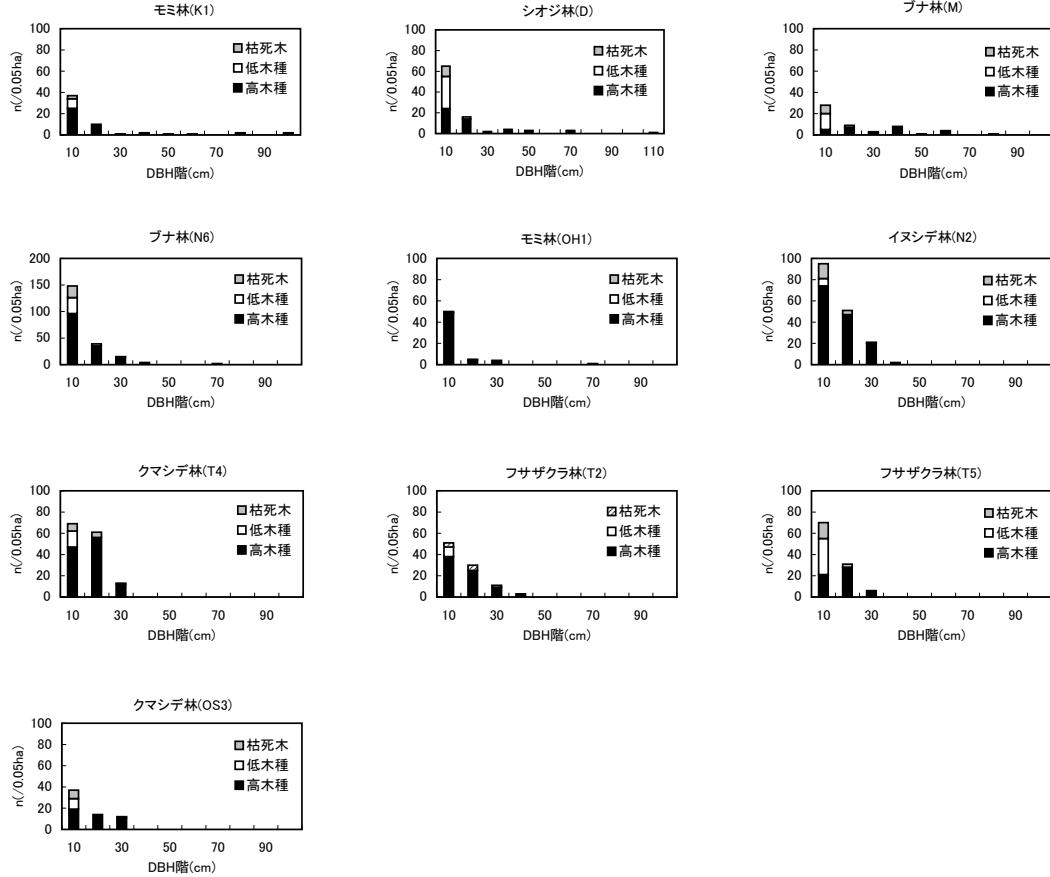 モミ林(K1)
n(/0.05ha)
100
80
60
40
20
0
枯死木
低木種
高木種
10 30 50 70 90
DBH階(cm)
シオジ林(D)
n(/0.05ha)
100
80
60
40
20
0
枯死木
低木種
高木種
10 30 50 70 90 110
DBH階(cm)
ブナ林(M)
n(/0.05ha)
100
80
60
40
20
0
枯死木
低木種
高木種
10 30 50 70 90
DBH階(cm)
ブナ林(N6)
n(/0.05ha)
200
150
100
50
0
枯死木
低木種
高木種
10 30 50 70 90
DBH階(cm)
モミ林(OH1)
n(/0.05ha)
100
80
60
40
20
0
枯死木
低木種
高木種
10 30 50 70 90
DBH階(cm)
イヌシデ林(N2)
n(/0.05ha)
100
80
60
40
20
0
枯死木
低木種
高木種
10 30 50 70 90
DBH階(cm)
クマシデ林(T4)
n(/0.05ha)
100
80
60
40
20
0
枯死木
低木種
高木種
10 30 50 70 90
DBH階(cm)
フサザクラ林(T2)
n(/0.05ha)
100
80
60
40
20
0
枯死木
低木種
高木種
10 30 50 70 90
DBH階(cm)
フサザクラ林(T5)
n(/0.05ha)
100
80
60
40
20
0
枯死木
低木種
高木種
10 30 50 70 90
DBH階(cm)
クマシデ林(OS3)
n(/0.05ha)
100
80
60
40
20
0
枯死木
低木種
高木種
10 30 50 70 90
DBH階(cm)